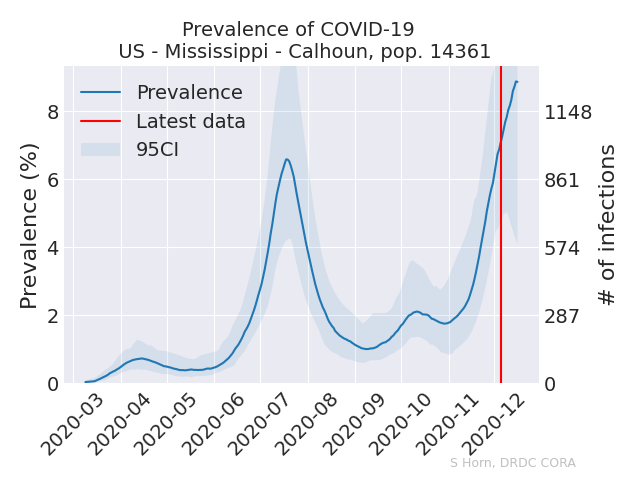 Prevalence of COVID-19
US - Mississippi - Calhoun, pop. 14361
Prevalence
Latest data
95CI
Prevalence (%)
8
6
4
2
0
1148
861
574
287
0
# of infections
2020-03
2020-04
2020-05
2020-06
2020-07
2020-08
2020-09
2020-10
2020-11
2020-12
S Horn, DRDC CORA